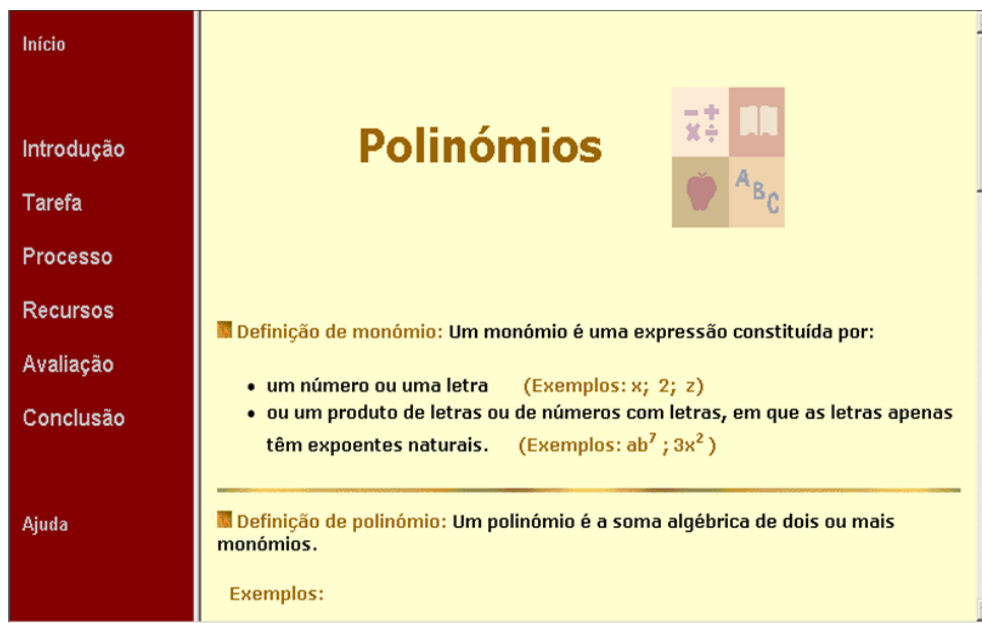 Início
Introdução
Tarefa
Processo
Recursos
Avaliação
Conclusão
Ajuda
Polinómios
A B C
Definição de monómio: Um monómio é uma expressão constituída por:
• um número ou uma letra (Exemplos: x; 2; z)
• ou um produto de letras ou de números com letras, em que as letras apenas
têm expoentes naturais. (Exemplos: ab⁷ ; 3x² )
Definição de polinómio: Um polinómio é a soma algébrica de dois ou mais
monómios.
Exemplos: